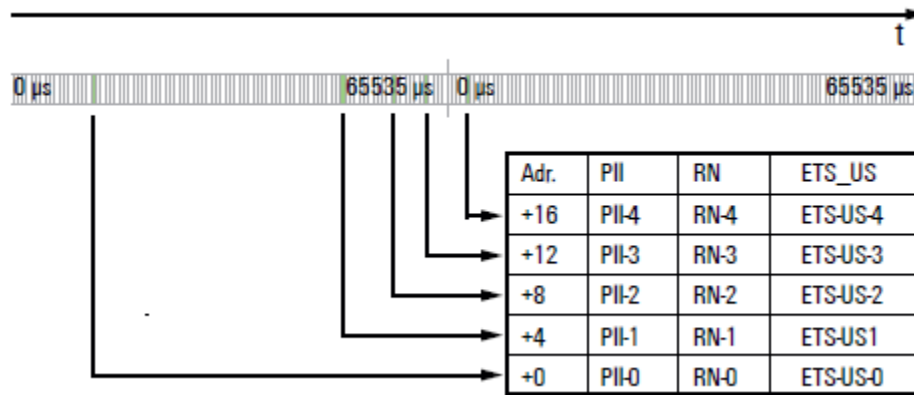 t
0 µs 65535 µs 0 µs 65535 µs
Adr. PII RN ETS_US
+16 PII-4 RN-4 ETS-US-4
+12 PII-3 RN-3 ETS-US-3
+8 PII-2 RN-2 ETS-US-2
+4 PII-1 RN-1 ETS-US1
+0 PII-0 RN-0 ETS-US-0